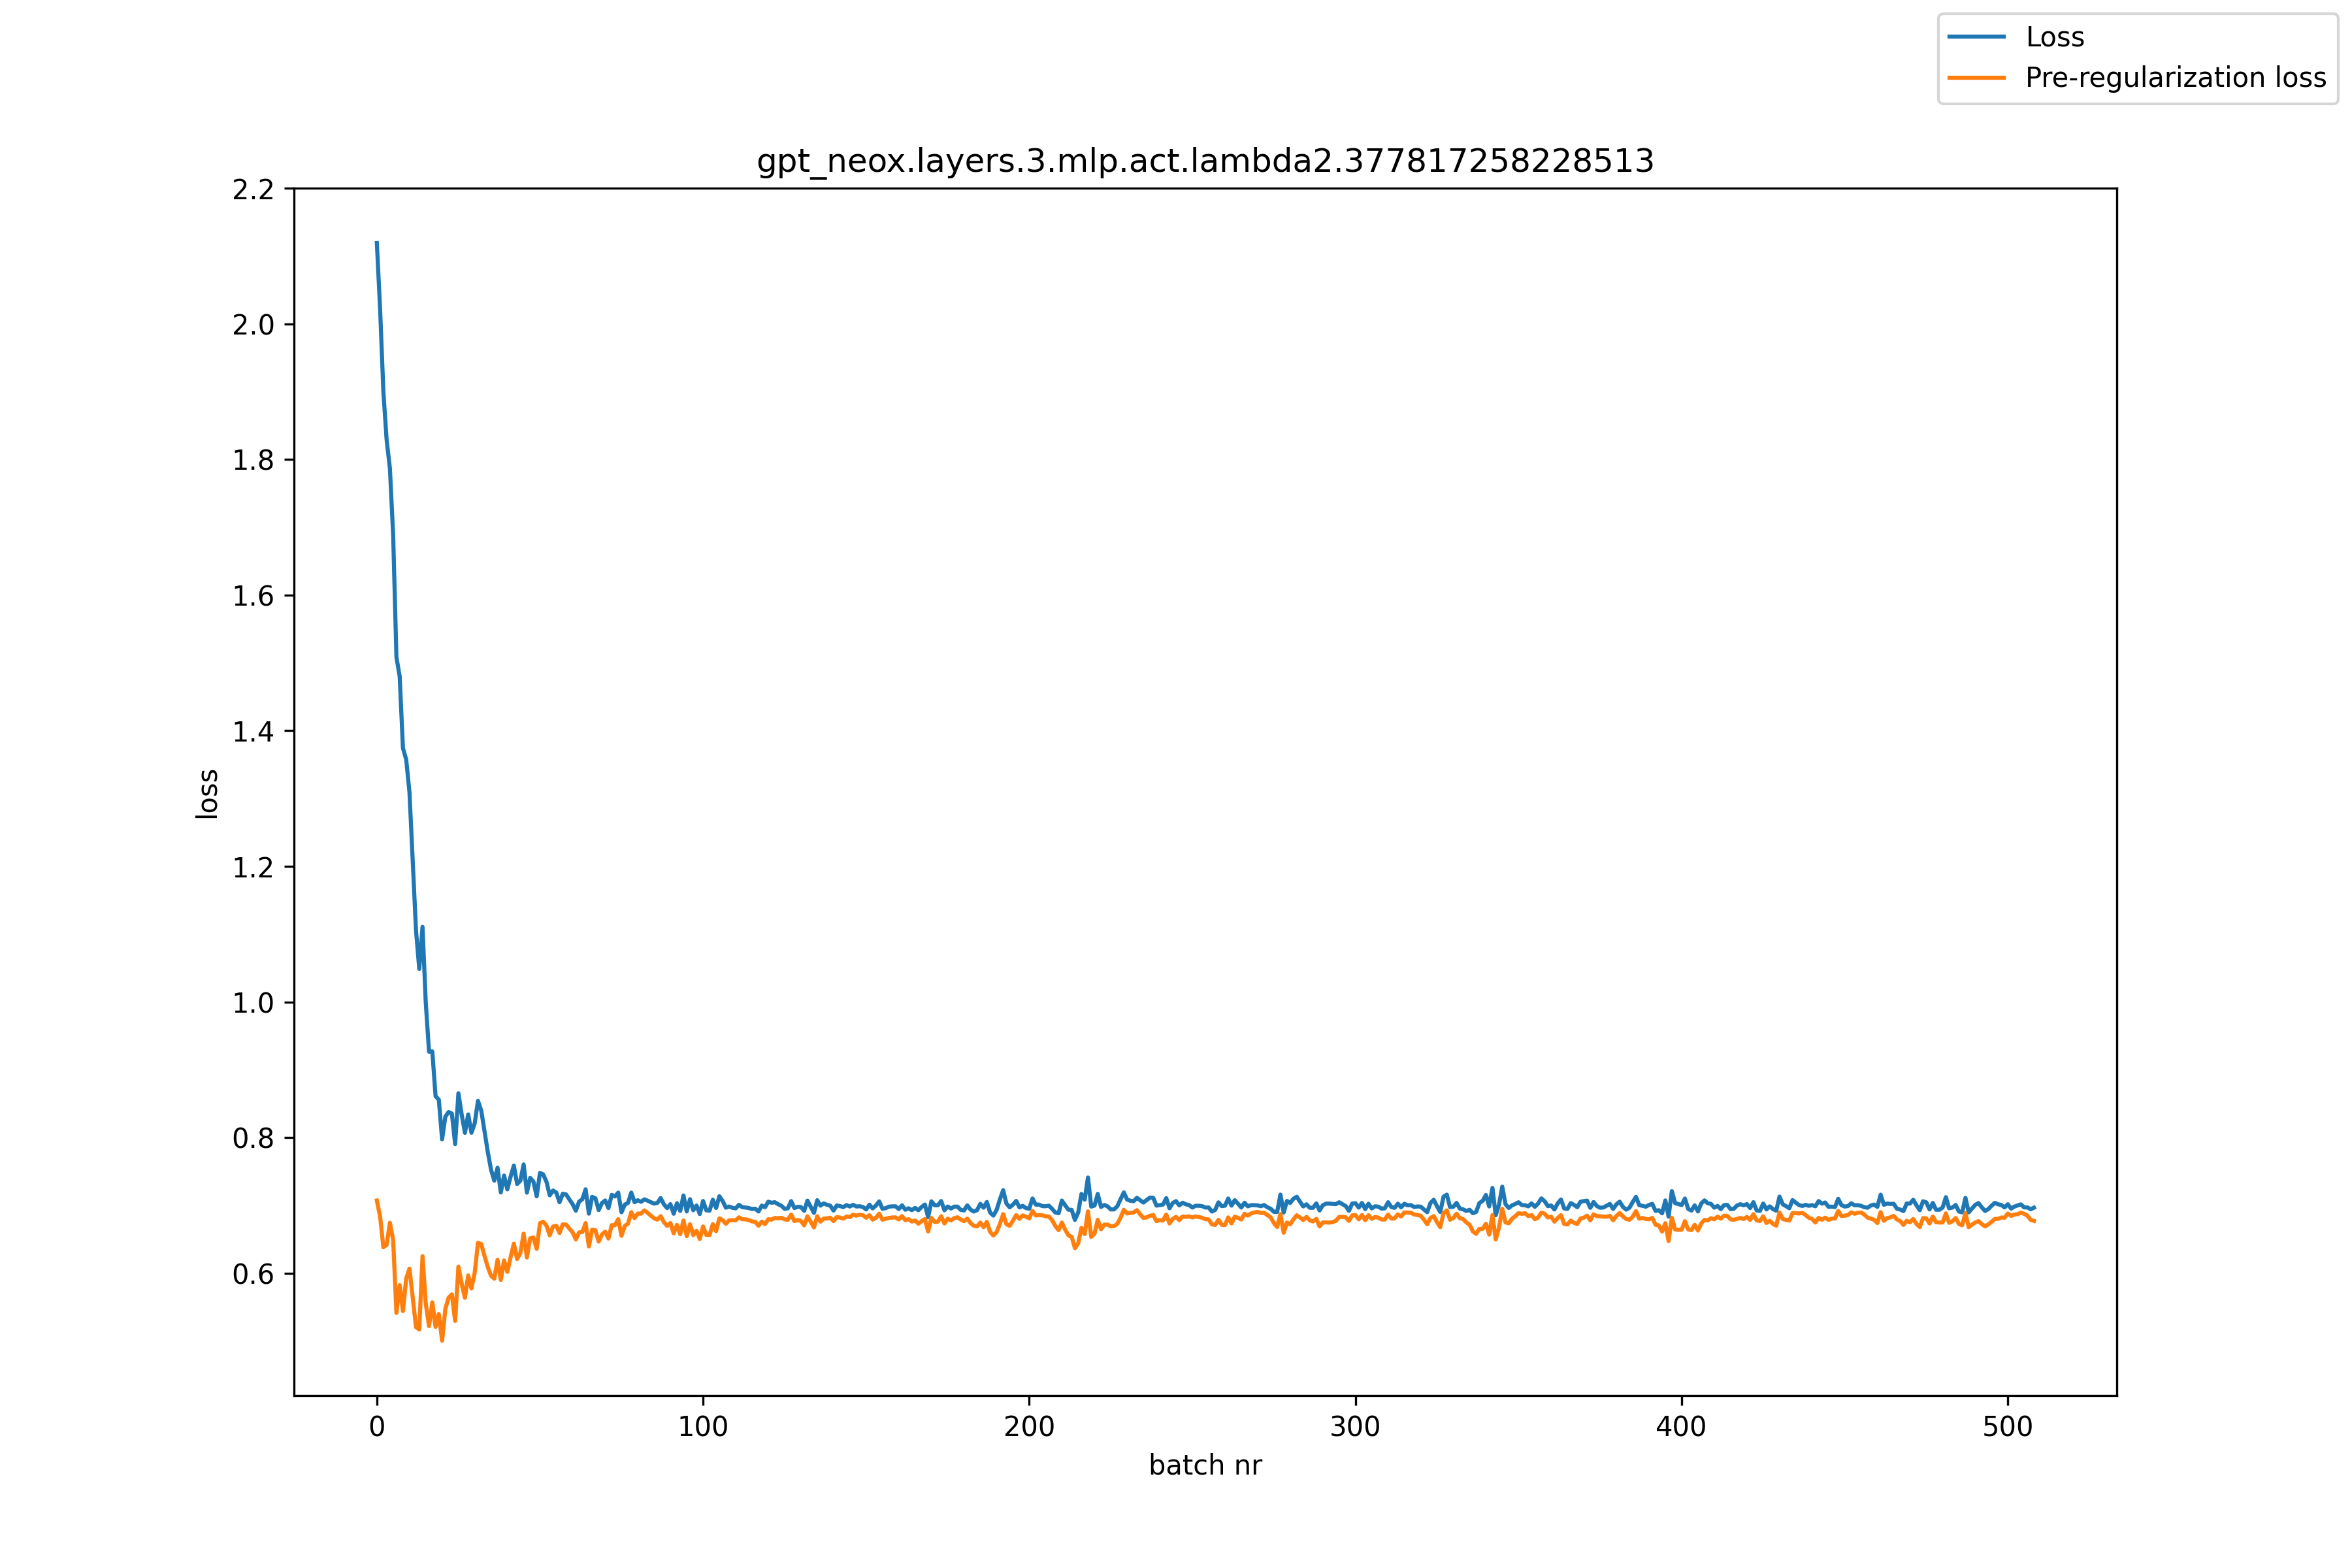 Loss
Pre-regularization loss
gpt_neox.layers.3.mlp.act.lambda2.377817258228513
2.2
2.0
1.8
1.6
1.4
1.2
1.0
0.8
0.6
loss
0 100 200 300 400 500
batch nr